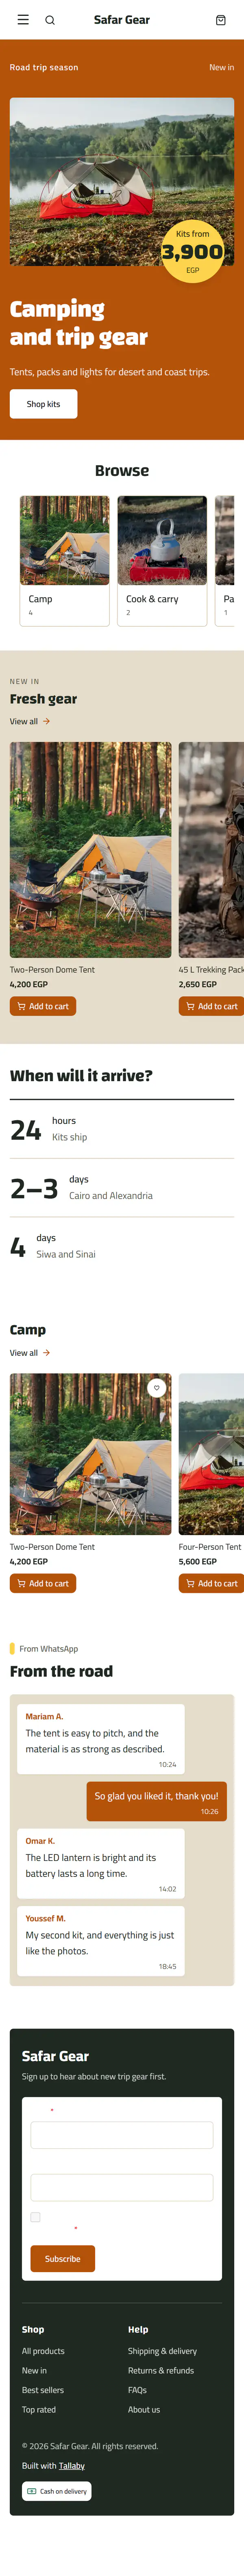 Safar Gear
Road trip season
New in
Kits from
3,900
EGP
Camping
and trip gear
Tents, packs and lights for desert and coast trips.
Shop kits
Browse
Camp
4
Cook & carry
2
Pa
1
NEW IN
Fresh gear
View all
Two-Person Dome Tent
4,200 EGP
Add to cart
45 L Trekking Pack
2,650 EGP
Add to cart
When will it arrive?
24 hours
Kits ship
2–3 days
Cairo and Alexandria
4 days
Siwa and Sinai
Camp
View all
Two-Person Dome Tent
4,200 EGP
Add to cart
Four-Person Tent
5,600 EGP
Add to cart
From WhatsApp
From the road
Mariam A.
The tent is easy to pitch, and the
material is as strong as described.
10:24
So glad you liked it, thank you!
10:26
Omar K.
The LED lantern is bright and its
battery lasts a long time.
14:02
Youssef M.
My second kit, and everything is just
like the photos.
18:45
Safar Gear
Sign up to hear about new trip gear first.
*
*
Subscribe
Shop
All products
New in
Best sellers
Top rated
Help
Shipping & delivery
Returns & refunds
FAQs
About us
© 2026 Safar Gear. All rights reserved.
Built with Tallaby
Cash on delivery